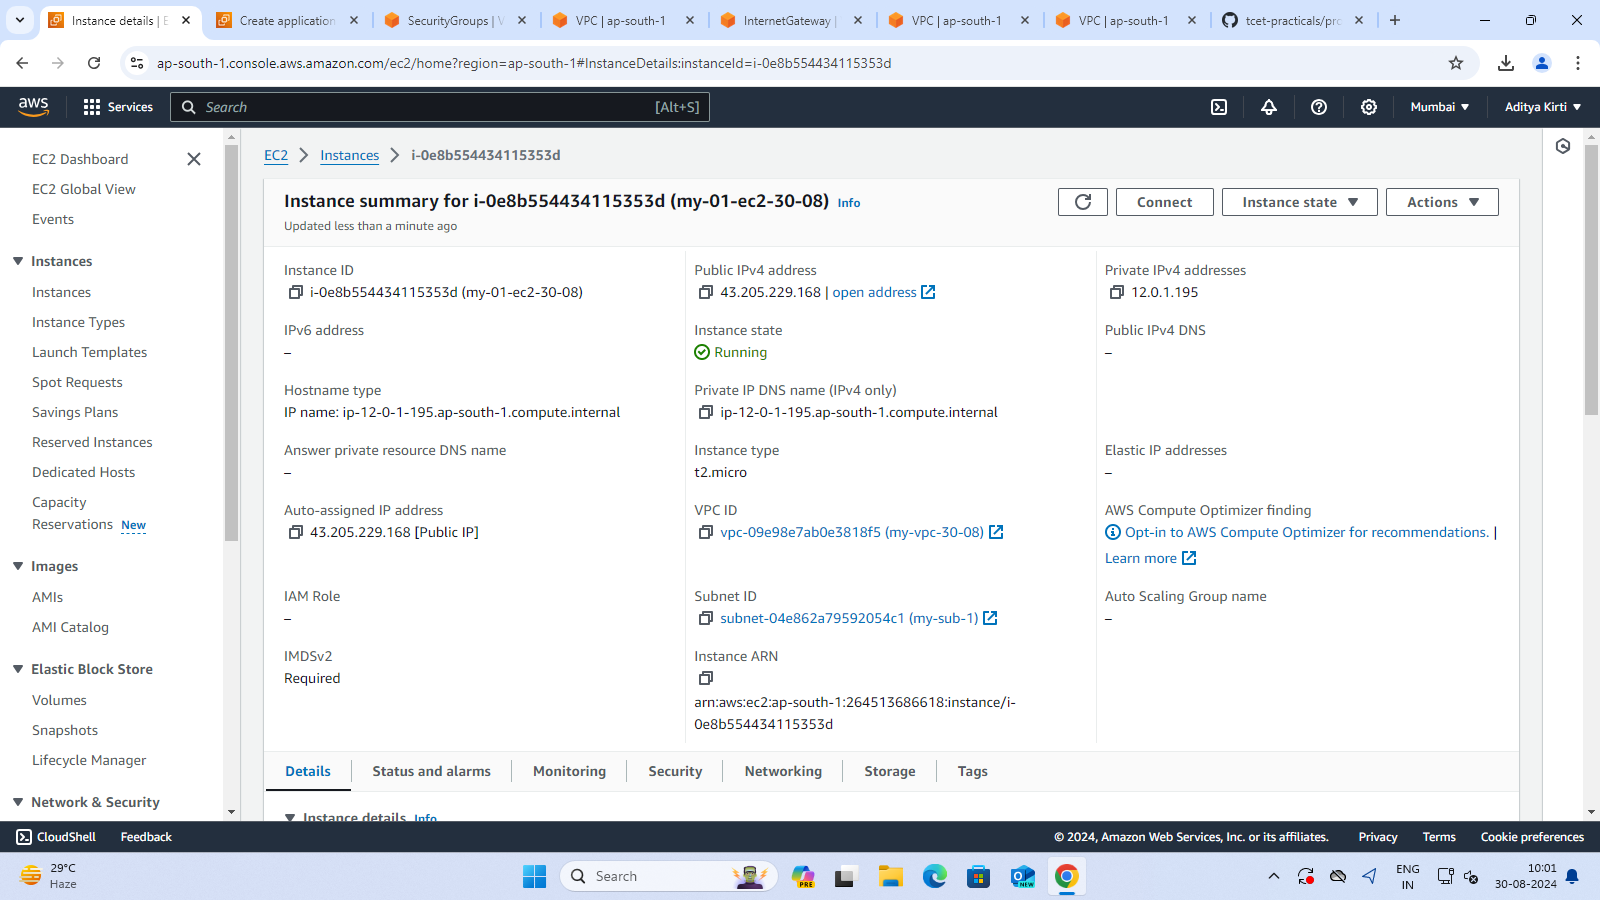 Instance details | E
Create application
SecurityGroups | V
VPC | ap-south-1
InternetGateway |
VPC | ap-south-1
VPC | ap-south-1
tcet-practicals/pro
ap-south-1.console.aws.amazon.com/ec2/home?region=ap-south-1#InstanceDetails:instanceId=i-0e8b554434115353d
aws
Services
Search
[Alt+S]
Mumbai
Aditya Kirti
EC2 Dashboard
EC2 Global View
Events
Instances
Instances
Instance Types
Launch Templates
Spot Requests
Savings Plans
Reserved Instances
Dedicated Hosts
Capacity
Reservations New
Images
AMIs
AMI Catalog
Elastic Block Store
Volumes
Snapshots
Lifecycle Manager
Network & Security
EC2 > Instances > i-0e8b554434115353d
Instance summary for i-0e8b554434115353d (my-01-ec2-30-08) Info
Updated less than a minute ago
Connect
Instance state
Actions
Instance ID
i-0e8b554434115353d (my-01-ec2-30-08)
Public IPv4 address
43.205.229.168 | open address
Private IPv4 addresses
12.0.1.195
IPv6 address
–
Instance state
Running
Public IPv4 DNS
–
Hostname type
IP name: ip-12-0-1-195.ap-south-1.compute.internal
Private IP DNS name (IPv4 only)
ip-12-0-1-195.ap-south-1.compute.internal
Answer private resource DNS name
–
Instance type
t2.micro
Elastic IP addresses
–
Auto-assigned IP address
43.205.229.168 [Public IP]
VPC ID
vpc-09e98e7ab0e3818f5 (my-vpc-30-08)
AWS Compute Optimizer finding
Opt-in to AWS Compute Optimizer for recommendations. |
Learn more
IAM Role
–
Subnet ID
subnet-04e862a79592054c1 (my-sub-1)
Auto Scaling Group name
–
IMDSv2
Required
Instance ARN
arn:aws:ec2:ap-south-1:264513686618:instance/i-
0e8b554434115353d
Details
Status and alarms
Monitoring
Security
Networking
Storage
Tags
Instance details Info
CloudShell
Feedback
© 2024, Amazon Web Services, Inc. or its affiliates.
Privacy
Terms
Cookie preferences
29°C
Haze
Search
PRE
NEW
ENG
IN
10:01
30-08-2024